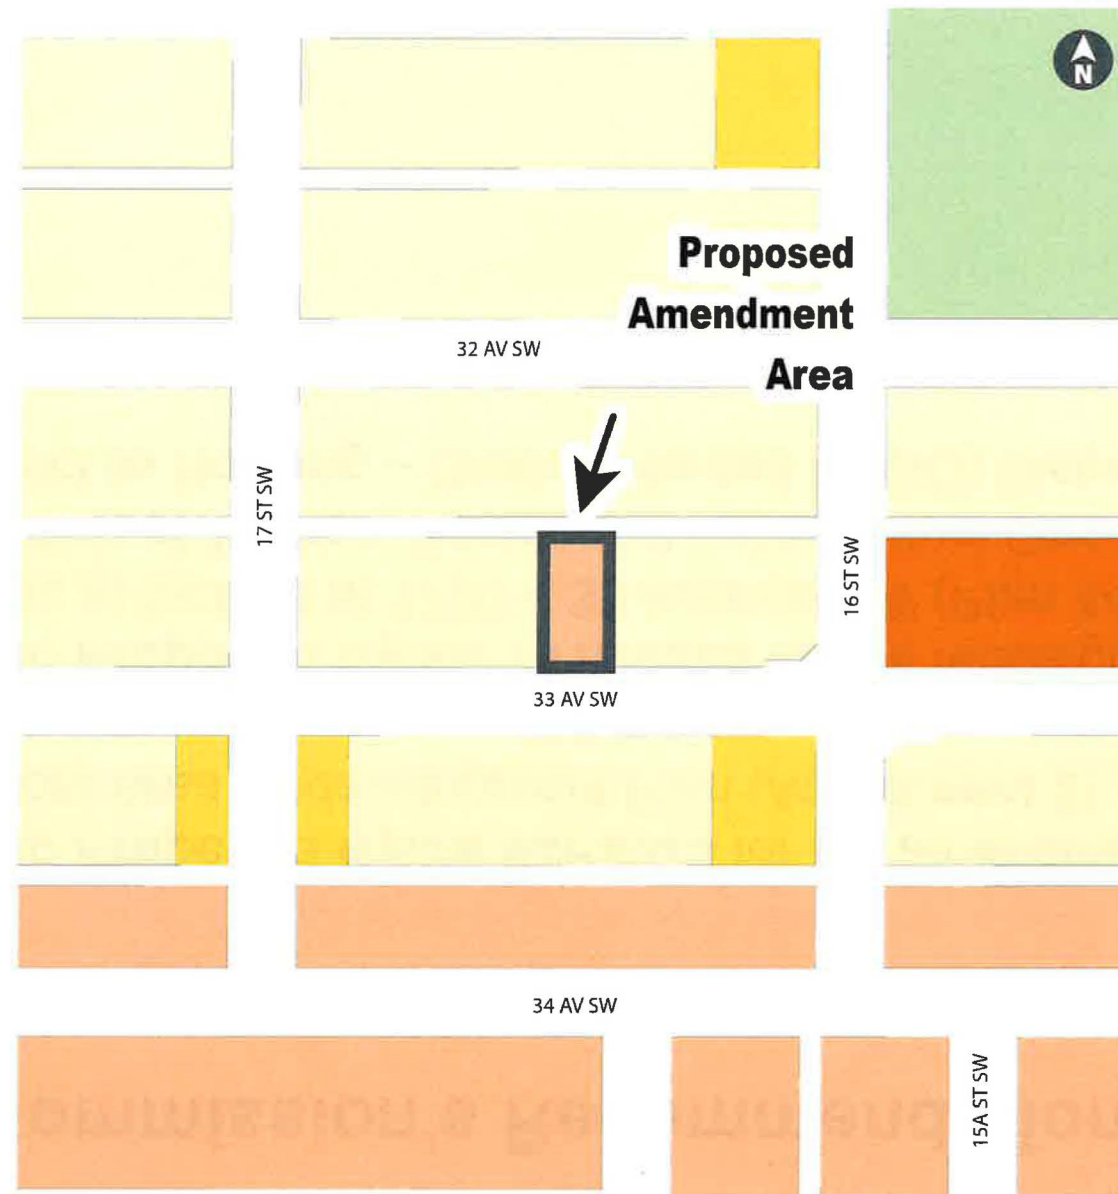 N
Proposed
Amendment
Area
32 AV SW
17 ST SW
16 ST SW
33 AV SW
34 AV SW
15A ST SW